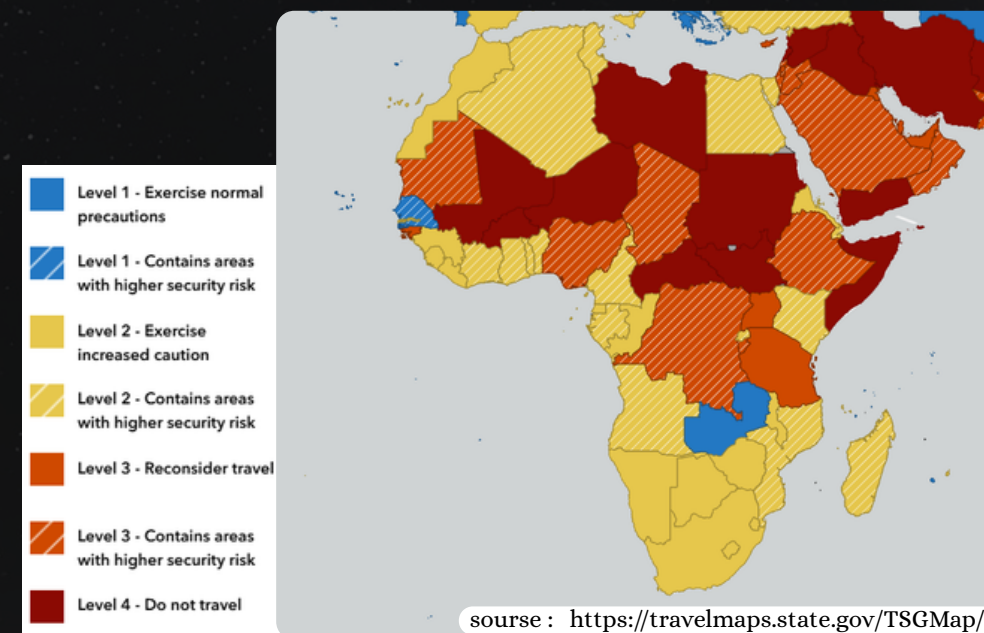 Level 1 - Exercise normal
precautions
Level 1 - Contains areas
with higher security risk
Level 2 - Exercise
increased caution
Level 2 - Contains areas
with higher security risk
Level 3 - Reconsider travel
Level 3 - Contains areas
with higher security risk
Level 4 - Do not travel
sourse : https://travelmaps.state.gov/TSGMap/